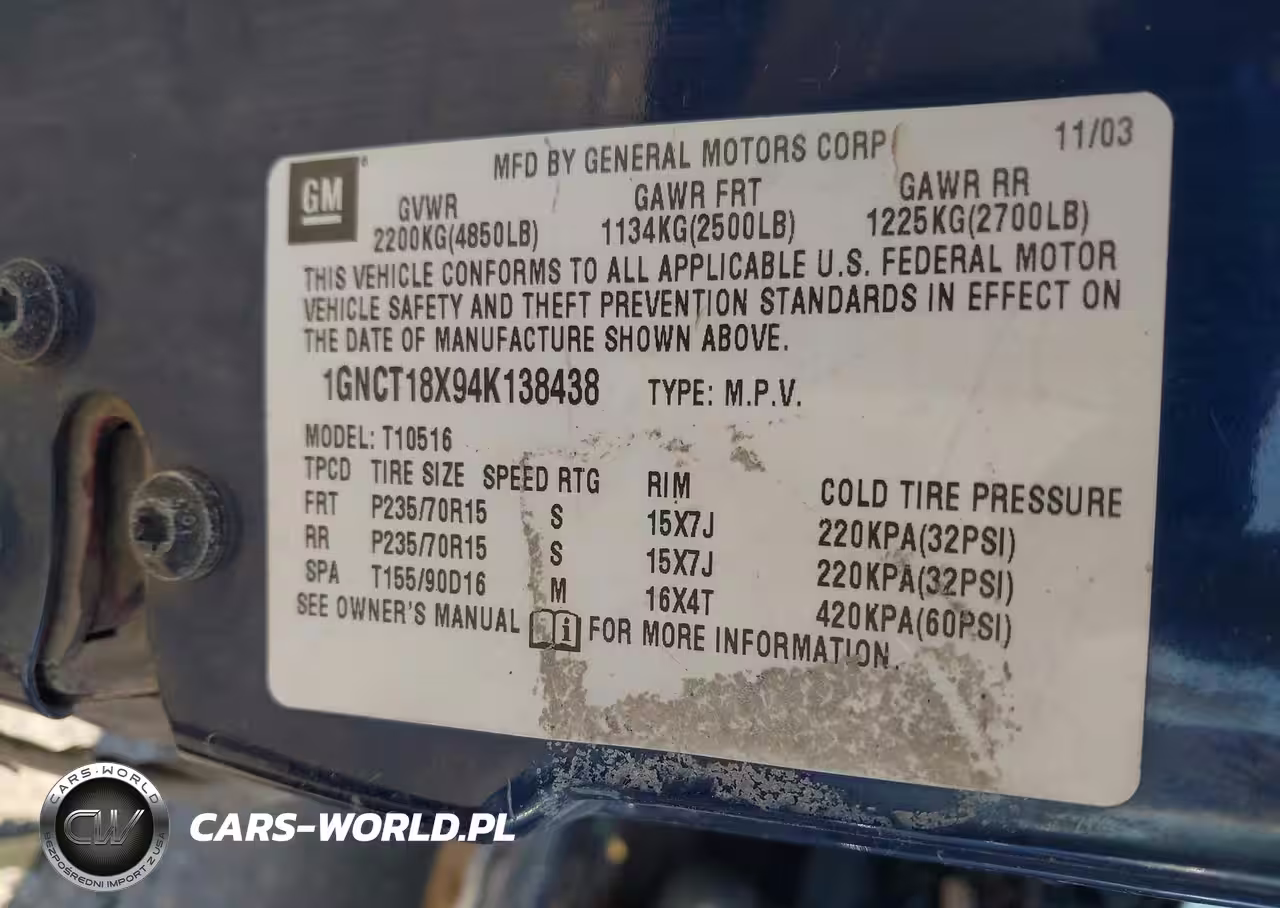 GM
MFD BY GENERAL MOTORS CORP 11/03
GVWR GAWR FRT GAWR RR
2200KG(4850LB) 1134KG(2500LB) 1225KG(2700LB)
THIS VEHICLE CONFORMS TO ALL APPLICABLE U.S. FEDERAL MOTOR
VEHICLE SAFETY AND THEFT PREVENTION STANDARDS IN EFFECT ON
THE DATE OF MANUFACTURE SHOWN ABOVE.
1GNCT18X94K138438 TYPE: M.P.V.
MODEL: T10516
TPCD TIRE SIZE SPEED RTG RIM COLD TIRE PRESSURE
FRT P235/70R15 S 15X7J 220KPA(32PSI)
RR P235/70R15 S 15X7J 220KPA(32PSI)
SPA T155/90D16 M 16X4T 420KPA(60PSI)
SEE OWNER'S MANUAL i FOR MORE INFORMATION.
CARS-WORLD
CW
BEZPOŚREDNI IMPORT Z USA
CARS-WORLD.PL